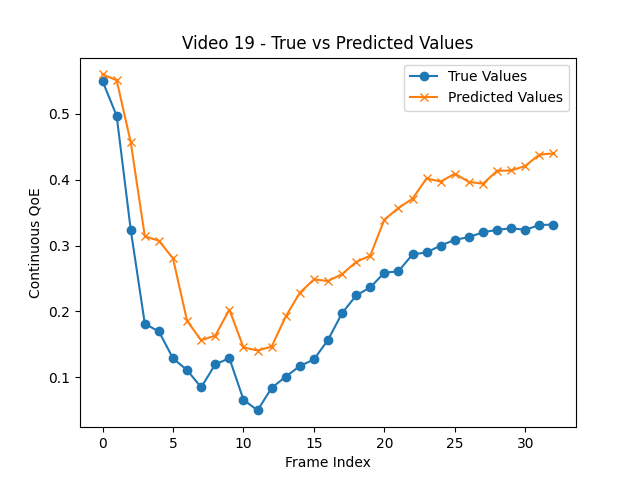 Video 19 - True vs Predicted Values
True Values
Predicted Values
Continuous QoE
0.5
0.4
0.3
0.2
0.1
0 5 10 15 20 25 30
Frame Index